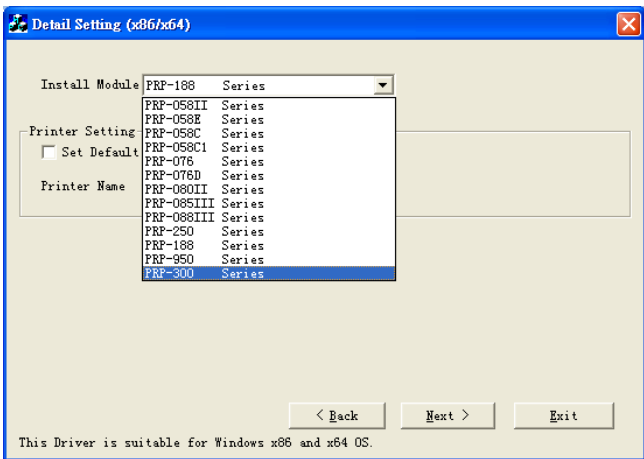 Detail Setting (x86/x64)
Install Module PRP-188 Series
PRP-058II Series
PRP-058E Series
Printer Setting
PRP-058C Series
Set Default
PRP-058C1 Series
PRP-076 Series
PRP-076D Series
Printer Name
PRP-080II Series
PRP-085III Series
PRP-088III Series
PRP-250 Series
PRP-188 Series
PRP-950 Series
PRP-300 Series
< Back
Next >
Exit
This Driver is suitable for Windows x86 and x64 OS.